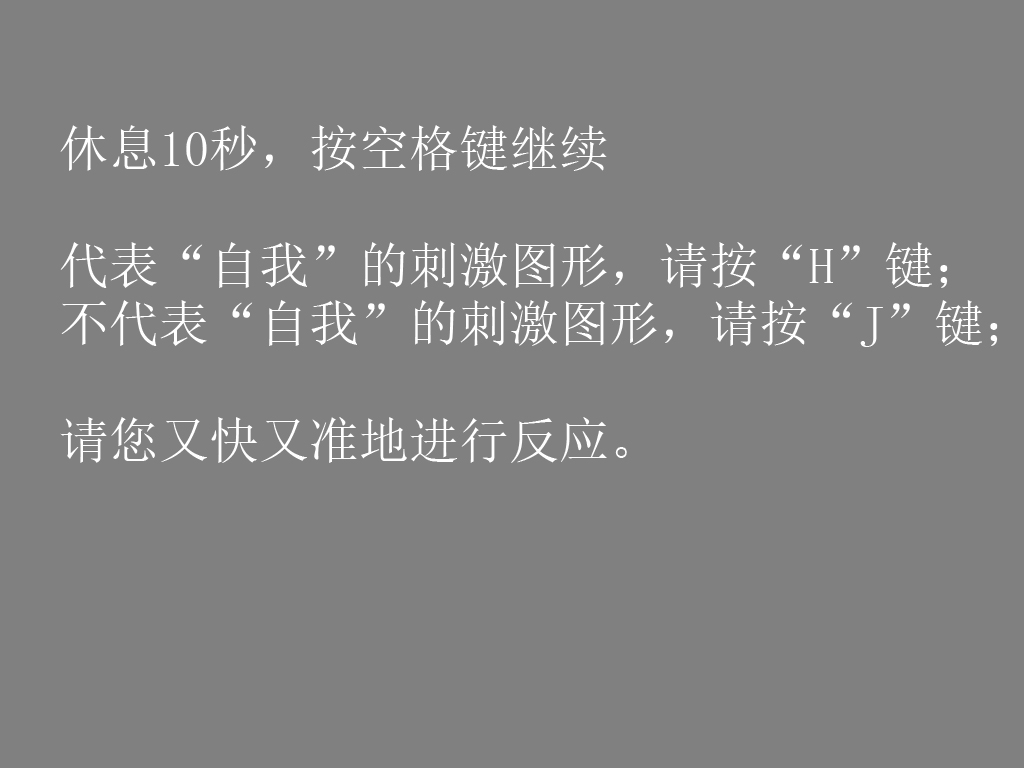 休息10秒，按空格键继续
代表“自我”的刺激图形，请按“H”键；
不代表“自我”的刺激图形，请按“J”键；
请您又快又准地进行反应。